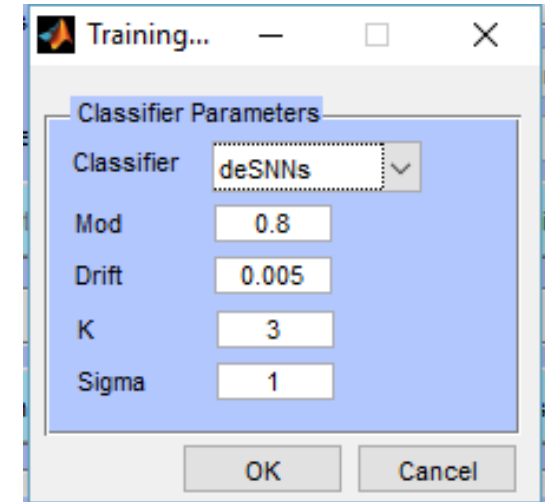 Training...
Classifier Parameters
Classifier deSNNs
Mod 0.8
Drift 0.005
K 3
Sigma 1
OK Cancel